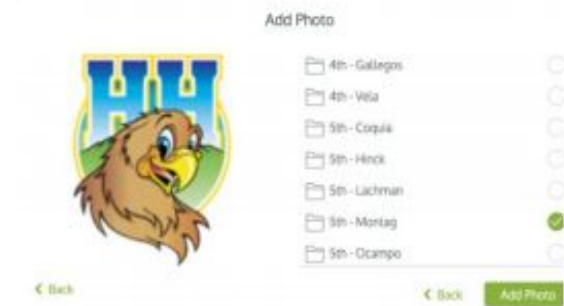 Add Photo
HH
4th - Gallegos
4th - Vela
5th - Coquia
5th - Hinck
5th - Lachman
5th - Montag
5th - Ocampo
< Back
< Back
Add Photo